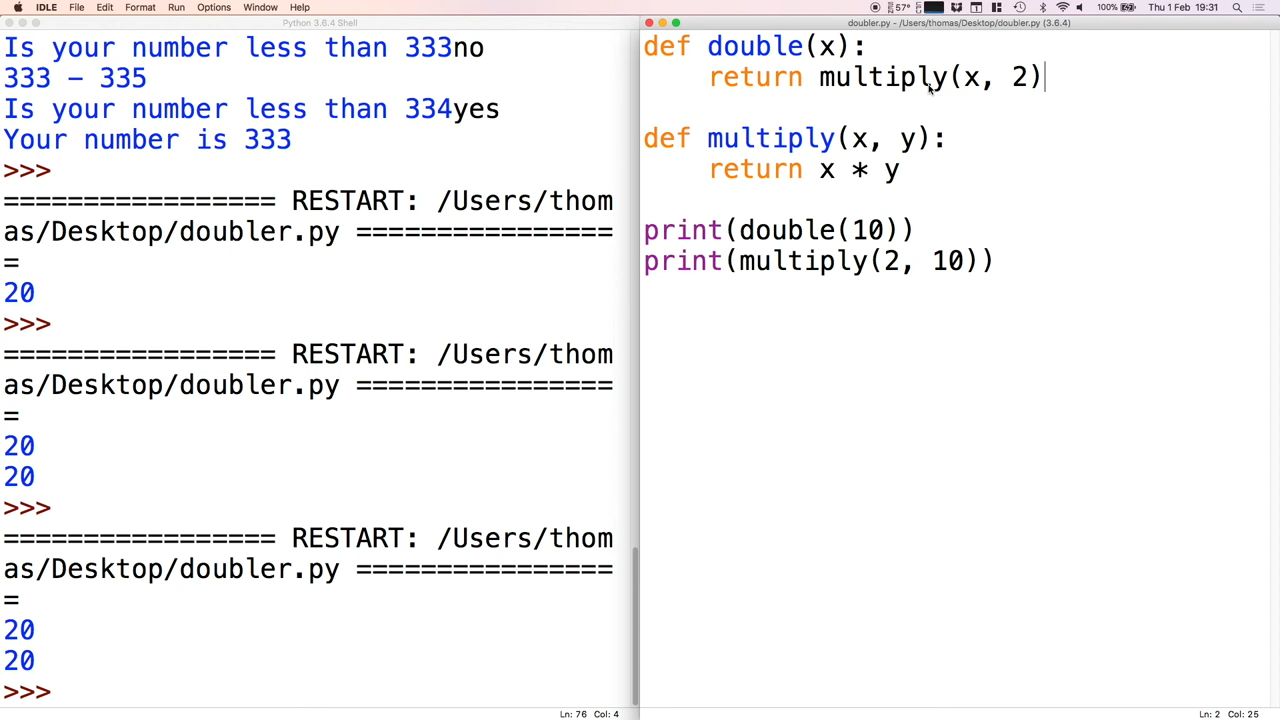 IDLE File Edit Format Run Options Window Help
57° 100% Thu 1 Feb 19:31
Python 3.6.4 Shell
Is your number less than 333no
333 - 335
Is your number less than 334yes
Your number is 333
>>>
================= RESTART: /Users/thom
as/Desktop/doubler.py ================
=
20
>>>
================= RESTART: /Users/thom
as/Desktop/doubler.py ================
=
20
20
>>>
================= RESTART: /Users/thom
as/Desktop/doubler.py ================
=
20
20
>>>
Ln: 76 Col: 4
doubler.py - /Users/thomas/Desktop/doubler.py (3.6.4)
def double(x):
    return multiply(x, 2)
def multiply(x, y):
    return x * y
print(double(10))
print(multiply(2, 10))
Ln: 2 Col: 25